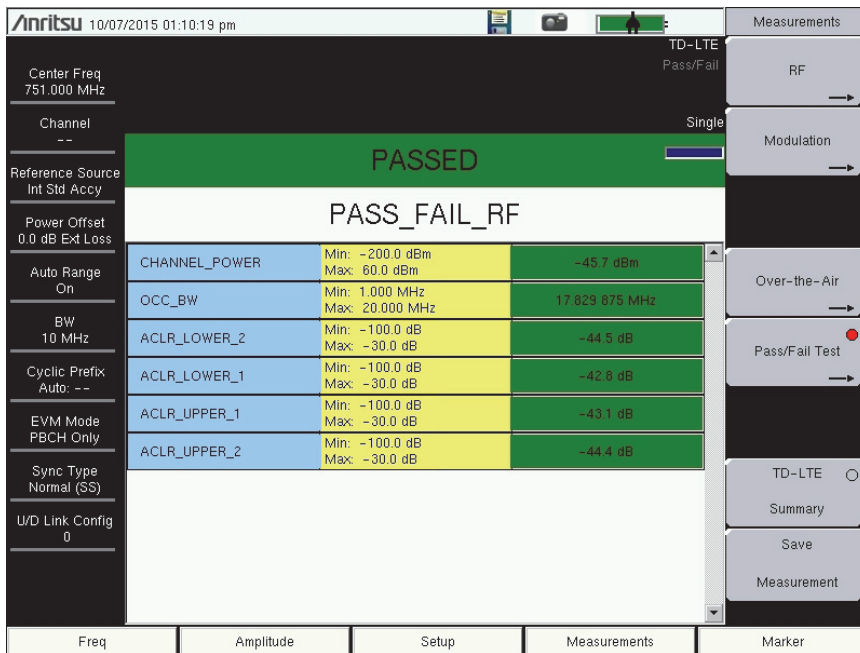 /Inritsu 10/07/2015 01:10:19 pm
Center Freq
751.000 MHz
Channel
--
Reference Source
Int Std Accy
Power Offset
0.0 dB Ext Loss
Auto Range
On
BW
10 MHz
Cyclic Prefix
Auto: --
EVM Mode
PBCH Only
Sync Type
Normal (SS)
U/D Link Config
0
TD-LTE
Pass/Fail
Single
PASSED
PASS_FAIL_RF
CHANNEL_POWER Min: -200.0 dBm -45.7 dBm
Max: 60.0 dBm
OCC_BW Min: 1.000 MHz 17.829 875 MHz
Max: 20.000 MHz
ACLR_LOWER_2 Min: -100.0 dB -44.5 dB
Max: -30.0 dB
ACLR_LOWER_1 Min: -100.0 dB -42.8 dB
Max: -30.0 dB
ACLR_UPPER_1 Min: -100.0 dB -43.1 dB
Max: -30.0 dB
ACLR_UPPER_2 Min: -100.0 dB -44.4 dB
Max: -30.0 dB
Measurements
RF
Modulation
Over-the-Air
Pass/Fail Test
TD-LTE
Summary
Save
Measurement
Freq Amplitude Setup Measurements Marker